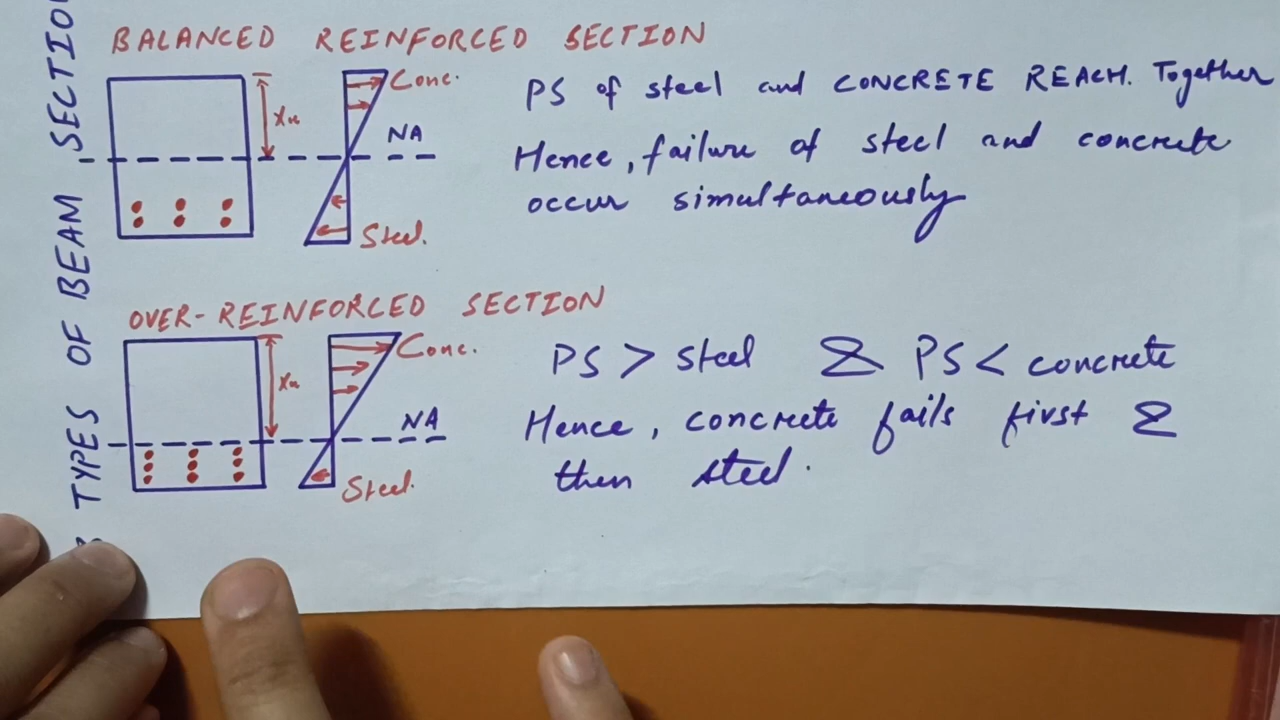 TYPES OF BEAM SECTION
BALANCED REINFORCED SECTION
Xu
Conc.
NA
Steel.
PS of steel and CONCRETE REACH. Together
Hence, failure of steel and concrete
occur simultaneously
OVER-REINFORCED SECTION
Xu
Conc.
NA
Steel.
PS > steel & PS < concrete
Hence, concrete fails first &
then steel.